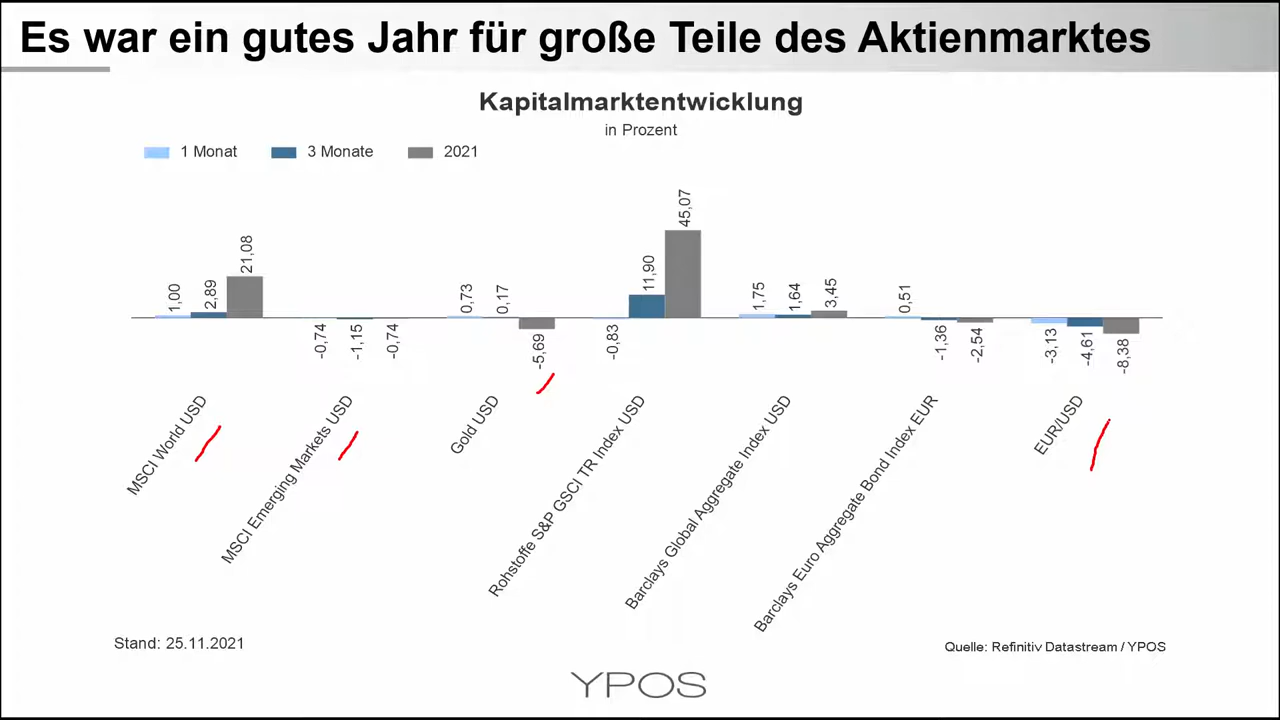 Es war ein gutes Jahr für große Teile des Aktienmarktes
Kapitalmarktentwicklung
in Prozent
1 Monat
3 Monate
2021
1,00
2,89
21,08
-0,74
-1,15
-0,74
0,73
0,17
-5,69
-0,83
11,90
45,07
1,75
1,64
3,45
0,51
-1,36
-2,54
-3,13
-4,61
-8,38
MSCI World USD
MSCI Emerging Markets USD
Gold USD
Rohstoffe S&P GSCI TR Index USD
Barclays Global Aggregate Index USD
Barclays Euro Aggregate Bond Index EUR
EUR/USD
Stand: 25.11.2021
Quelle: Refinitiv Datastream / YPOS
YPOS